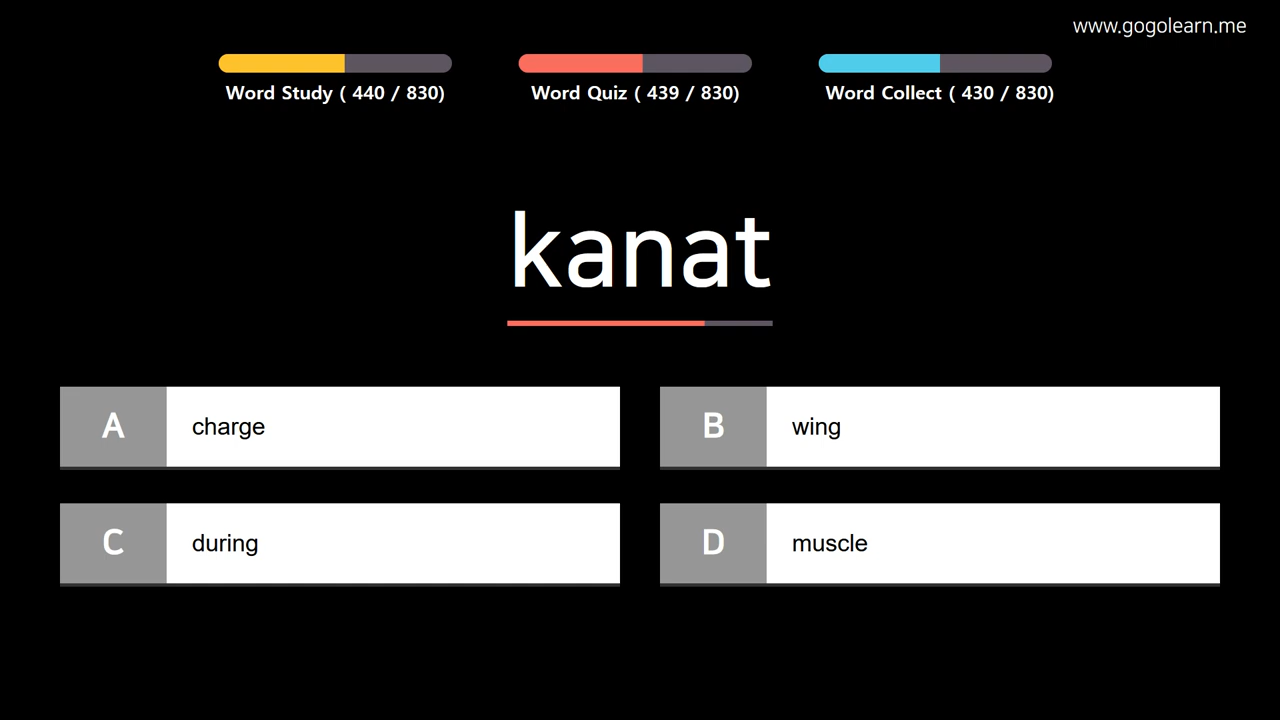 www.gogolearn.me
Word Study ( 440 / 830)
Word Quiz ( 439 / 830)
Word Collect ( 430 / 830)
kanat
A charge
B wing
C during
D muscle